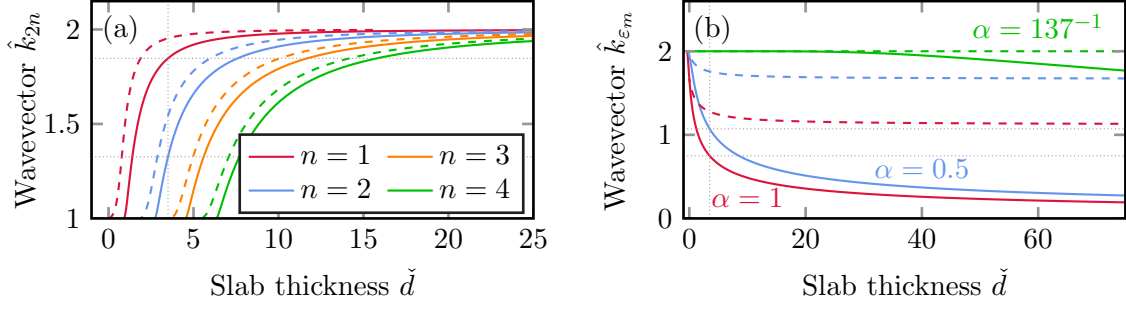 (a)
Wavevector k̂₂ₙ
2
1.5
1
n = 1
n = 3
n = 2
n = 4
0 5 10 15 20 25
Slab thickness ď
(b)
α = 137⁻¹
Wavevector k̂_{εₘ}
2
1
0
α = 0.5
α = 1
0 20 40 60
Slab thickness ď